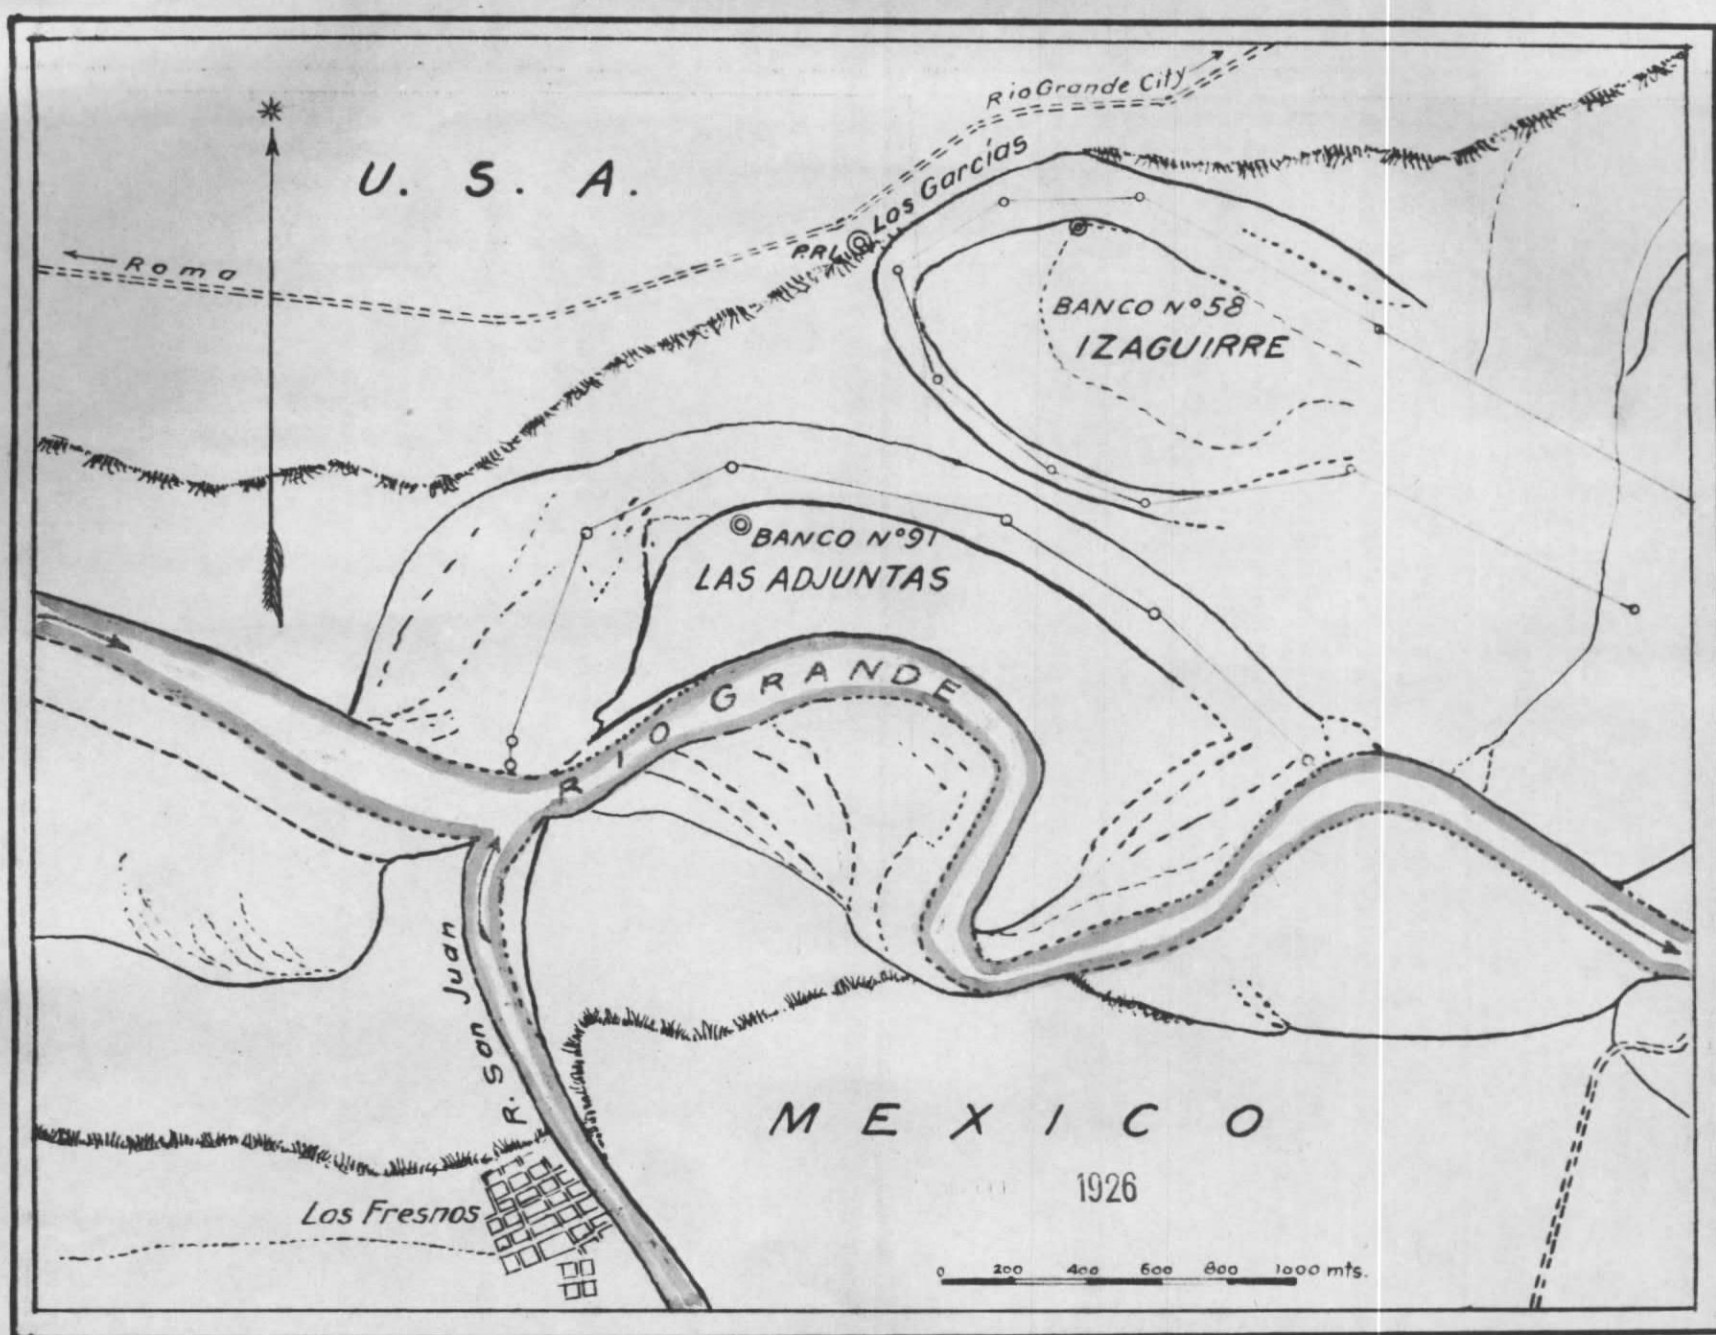 Rio Grande City
U. S. A.
Los Garcías
P.R.L.
Roma
BANCO Nº 58
IZAGUIRRE
BANCO Nº 91
LAS ADJUNTAS
RIO GRANDE
R. San Juan
MEXICO
1926
Los Fresnos
0 200 400 600 800 1000 mts.